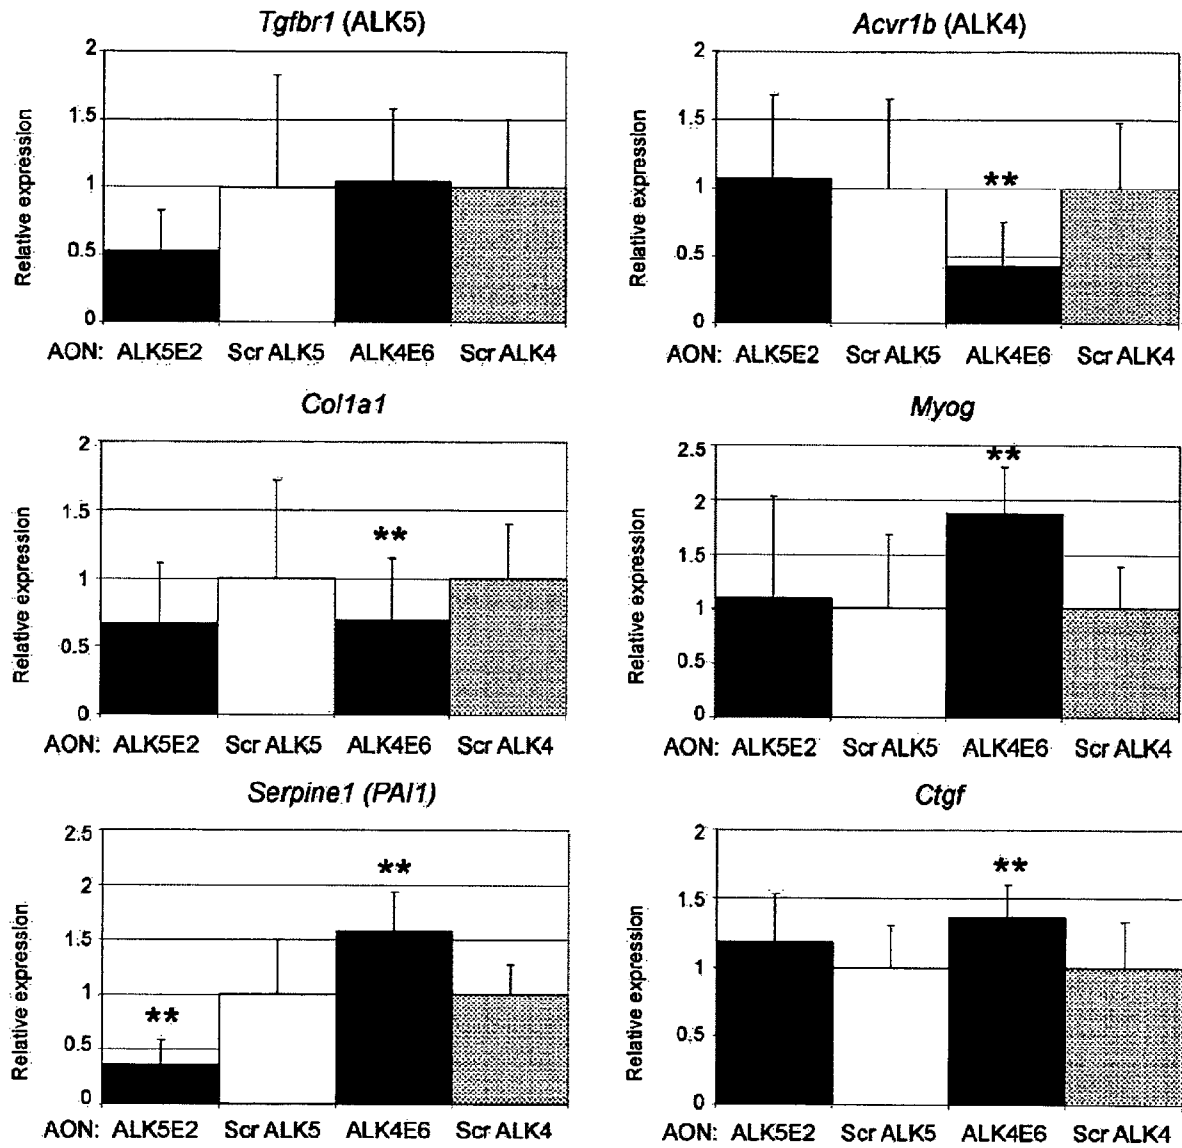 Tgfbr1 (ALK5)
Relative expression
2
1.5
1
0.5
0
AON: ALK5E2 Scr ALK5 ALK4E6 Scr ALK4
Acvr1b (ALK4)
Relative expression
2
1.5
1
0.5
0
**
AON: ALK5E2 Scr ALK5 ALK4E6 Scr ALK4
Col1a1
Relative expression
2
1.5
1
0.5
0
**
AON: ALK5E2 Scr ALK5 ALK4E6 Scr ALK4
Myog
Relative expression
2.5
2
1.5
1
0.5
0
**
AON: ALK5E2 Scr ALK5 ALK4E6 Scr ALK4
Serpine1 (PAI1)
Relative expression
2.5
2
1.5
1
0.5
0
**
**
AON: ALK5E2 Scr ALK5 ALK4E6 Scr ALK4
Ctgf
Relative expression
2
1.5
1
0.5
0
**
AON: ALK5E2 Scr ALK5 ALK4E6 Scr ALK4